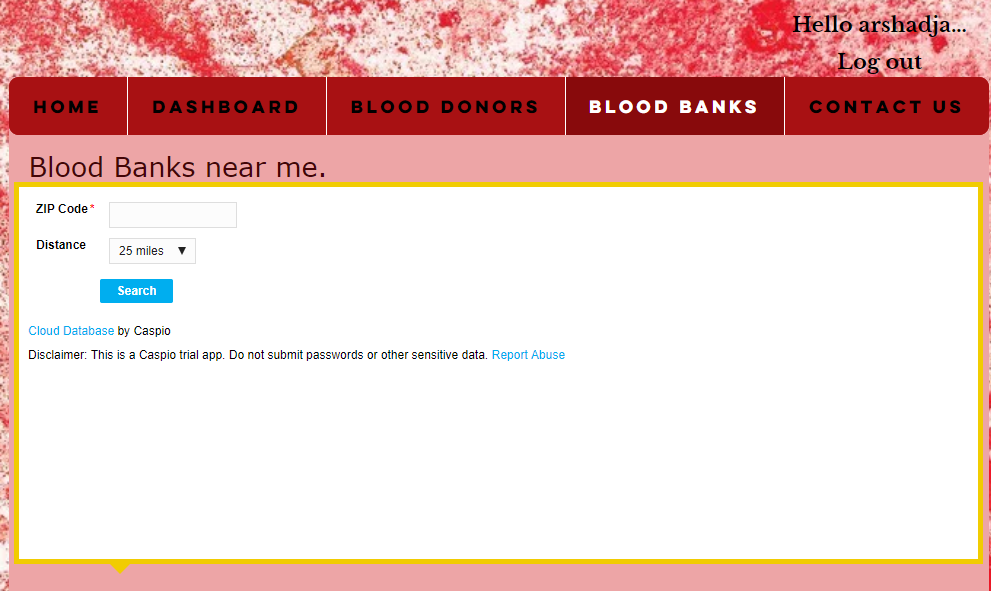 Hello arshadja...
Log out
HOME DASHBOARD BLOOD DONORS BLOOD BANKS CONTACT US
Blood Banks near me.
ZIP Code*
Distance 25 miles ▼
Search
Cloud Database by Caspio
Disclaimer: This is a Caspio trial app. Do not submit passwords or other sensitive data. Report Abuse